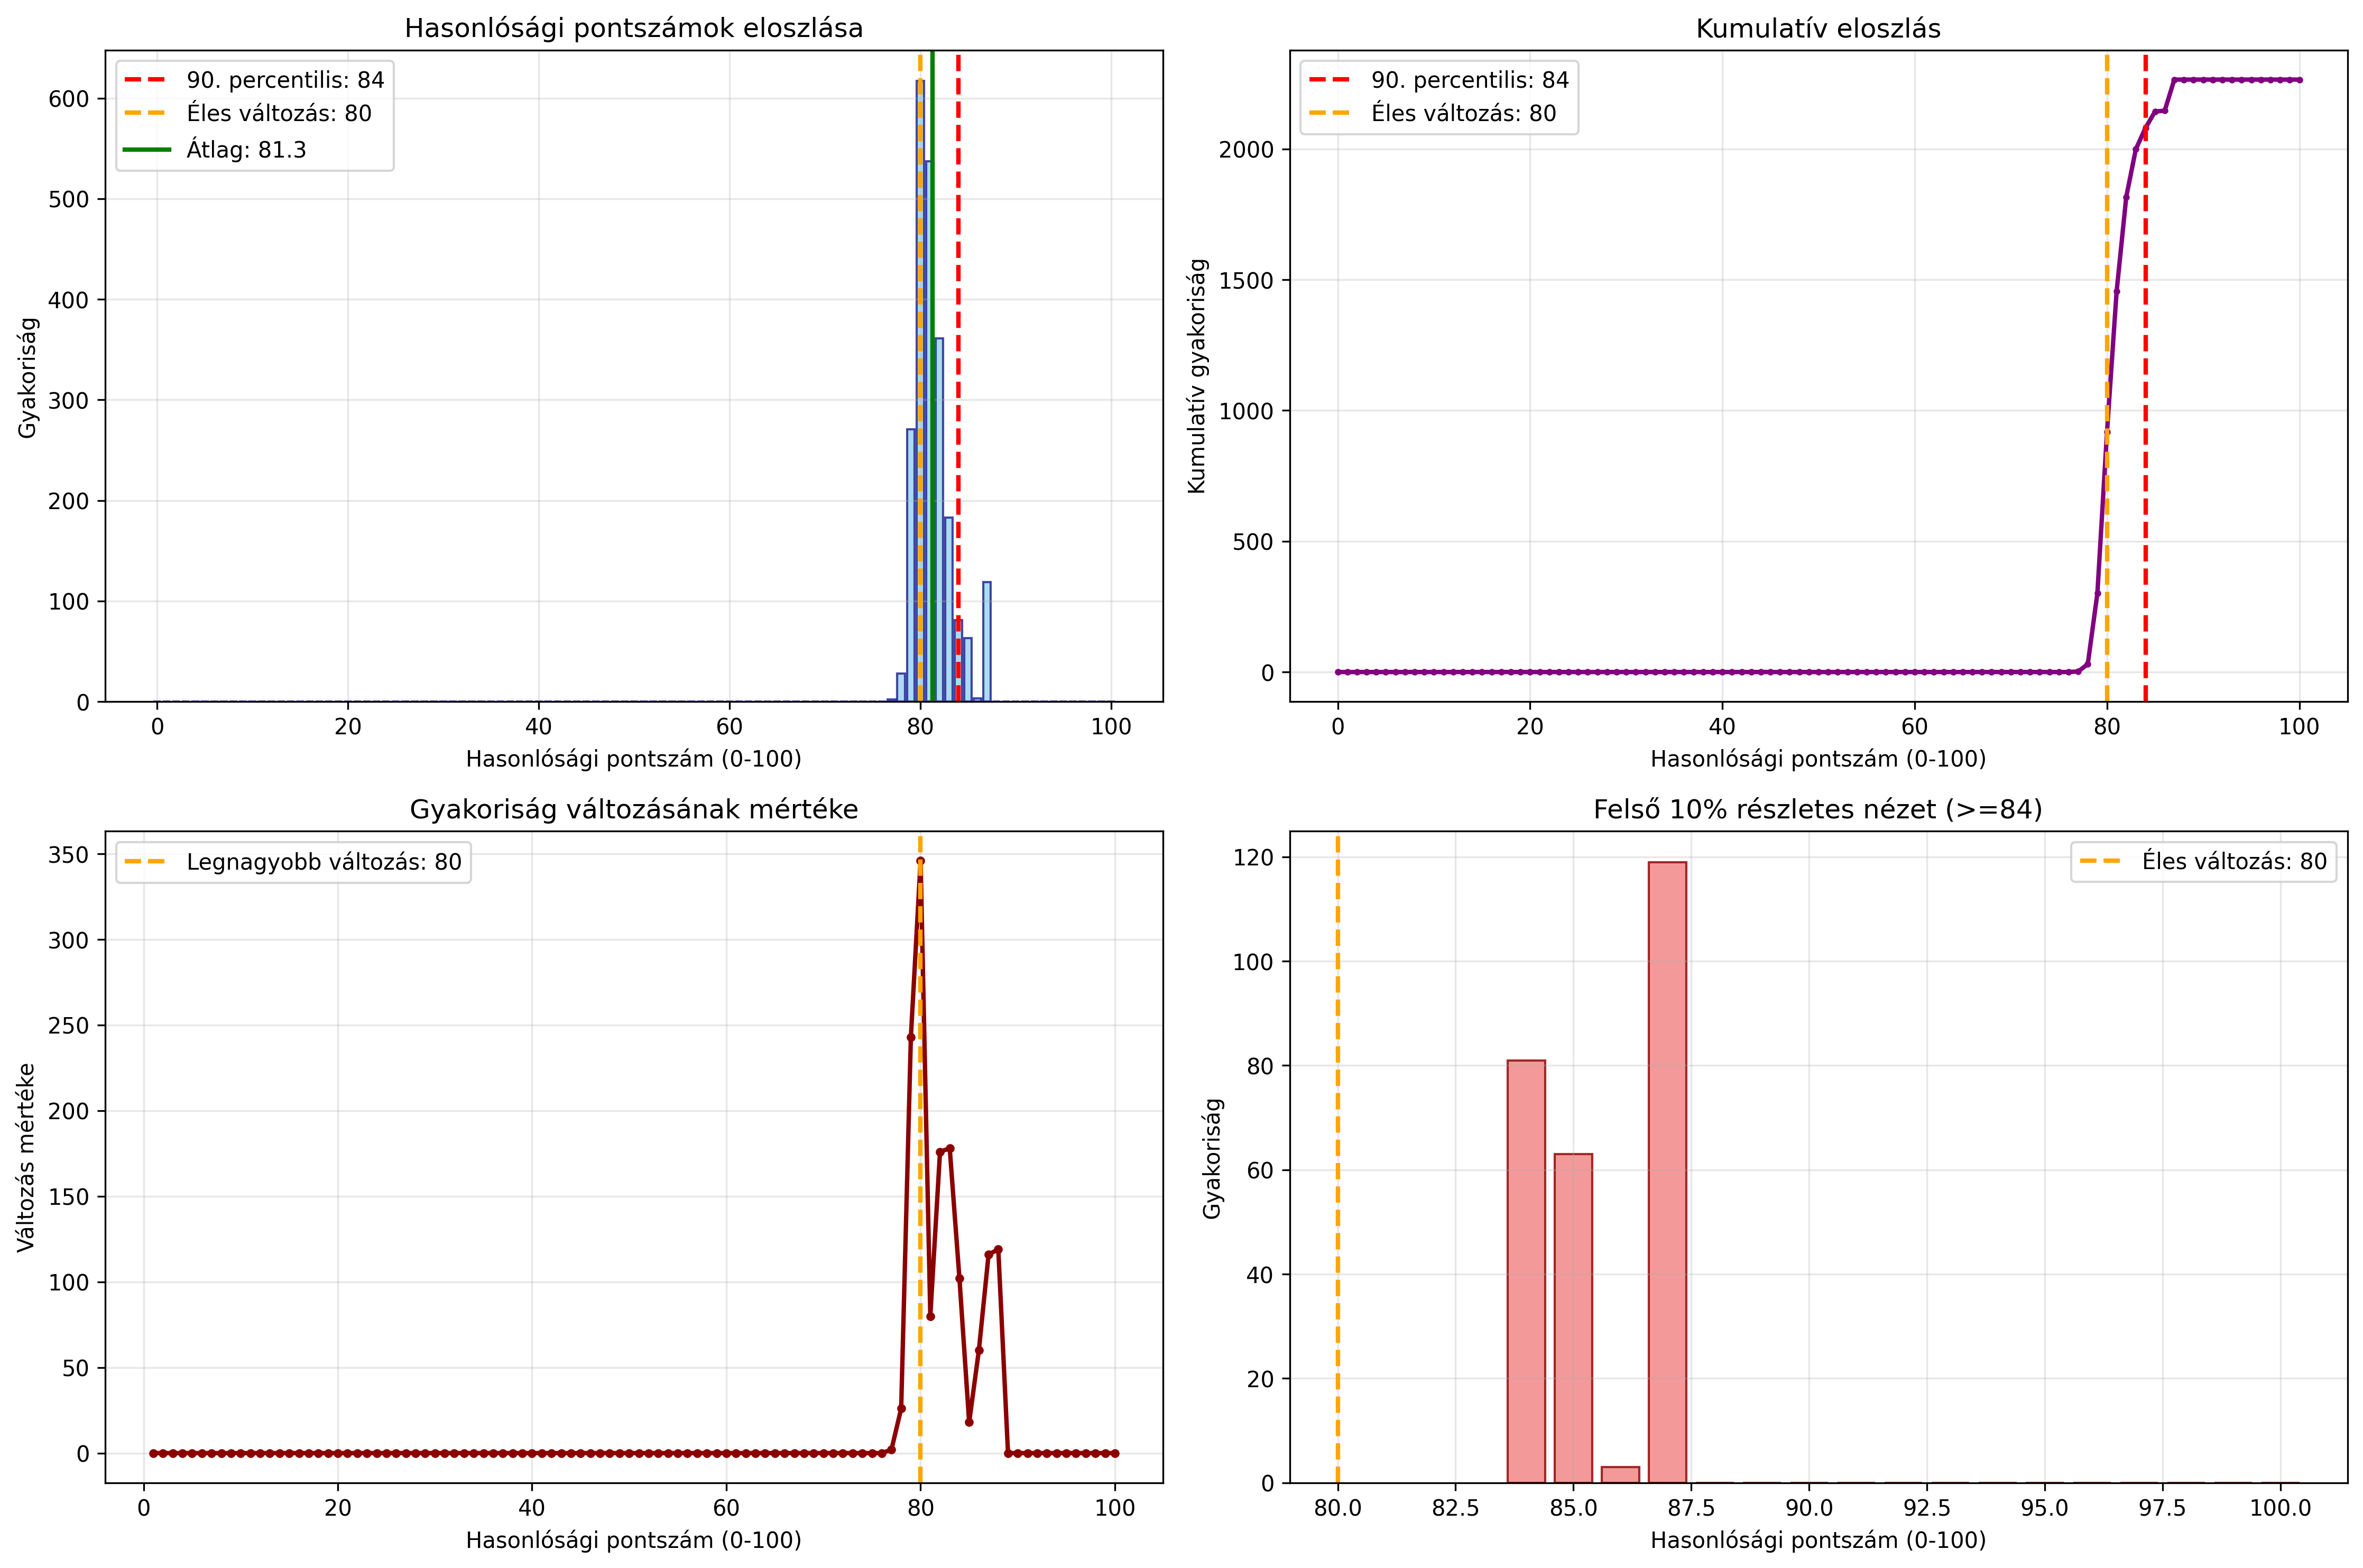 Hasonlósági pontszámok eloszlása
90. percentilis: 84
Éles változás: 80
Átlag: 81.3
Gyakoriság
600
500
400
300
200
100
0
0 20 40 60 80 100
Hasonlósági pontszám (0-100)
Kumulatív eloszlás
90. percentilis: 84
Éles változás: 80
Kumulatív gyakoriság
2000
1500
1000
500
0
0 20 40 60 80 100
Hasonlósági pontszám (0-100)
Gyakoriság változásának mértéke
Legnagyobb változás: 80
Változás mértéke
350
300
250
200
150
100
50
0
0 20 40 60 80 100
Hasonlósági pontszám (0-100)
Felső 10% részletes nézet (>=84)
Éles változás: 80
Gyakoriság
120
100
80
60
40
20
0
80.0 82.5 85.0 87.5 90.0 92.5 95.0 97.5 100.0
Hasonlósági pontszám (0-100)